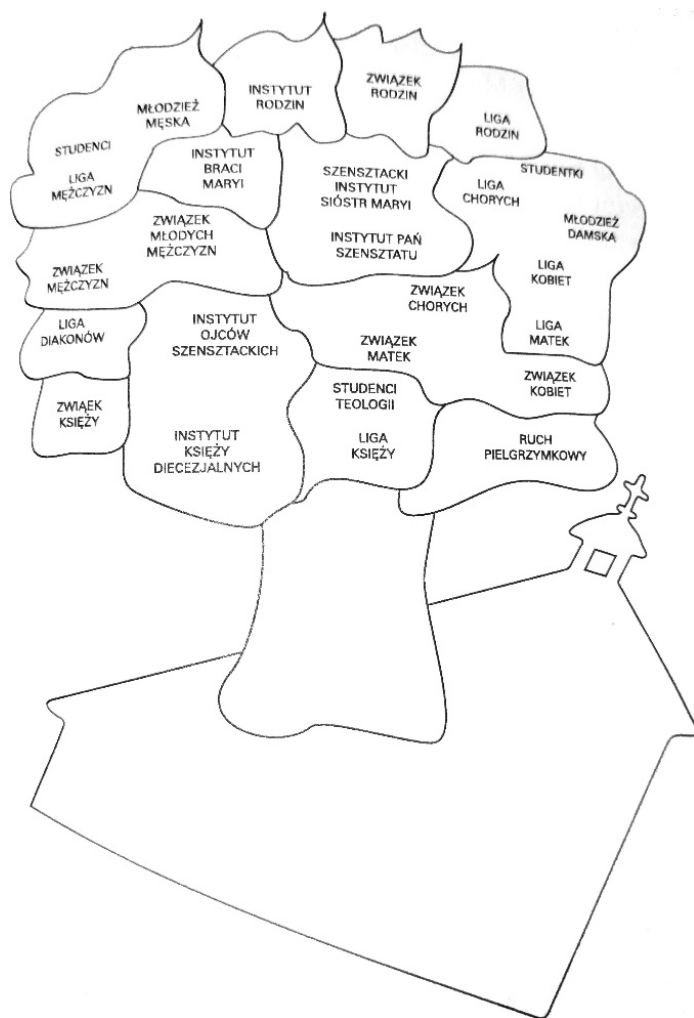 INSTYTUT
RODZIN
ZWIĄZEK
RODZIN
MŁODZIEŻ
MĘSKA
LIGA
RODZIN
STUDENCI
INSTYTUT
BRACI
MARYI
SZENSZTACKI
INSTYTUT
SIÓSTR MARYI
STUDENTKI
LIGA
MĘŻCZYZN
LIGA
CHORYCH
ZWIĄZEK
MŁODYCH
MĘŻCZYZN
INSTYTUT PAŃ
SZENSZTATU
MŁODZIEŻ
DAMSKA
ZWIĄZEK
MĘŻCZYZN
LIGA
KOBIET
ZWIĄZEK
CHORYCH
LIGA
DIAKONÓW
INSTYTUT
OJCÓW
SZENSZTACKICH
ZWIĄZEK
MATEK
LIGA
MATEK
STUDENCI
TEOLOGII
ZWIĄZEK
KOBIET
ZWIĄEK
KSIĘŻY
INSTYTUT
KSIĘŻY
DIECEZJALNYCH
LIGA
KSIĘŻY
RUCH
PIELGRZYMKOWY